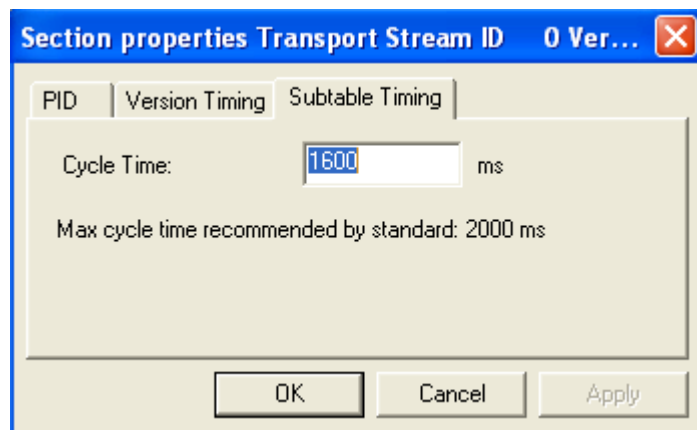 Section properties Transport Stream ID 0 Ver...
PID Version Timing Subtable Timing
Cycle Time: 1600 ms
Max cycle time recommended by standard: 2000 ms
OK Cancel Apply